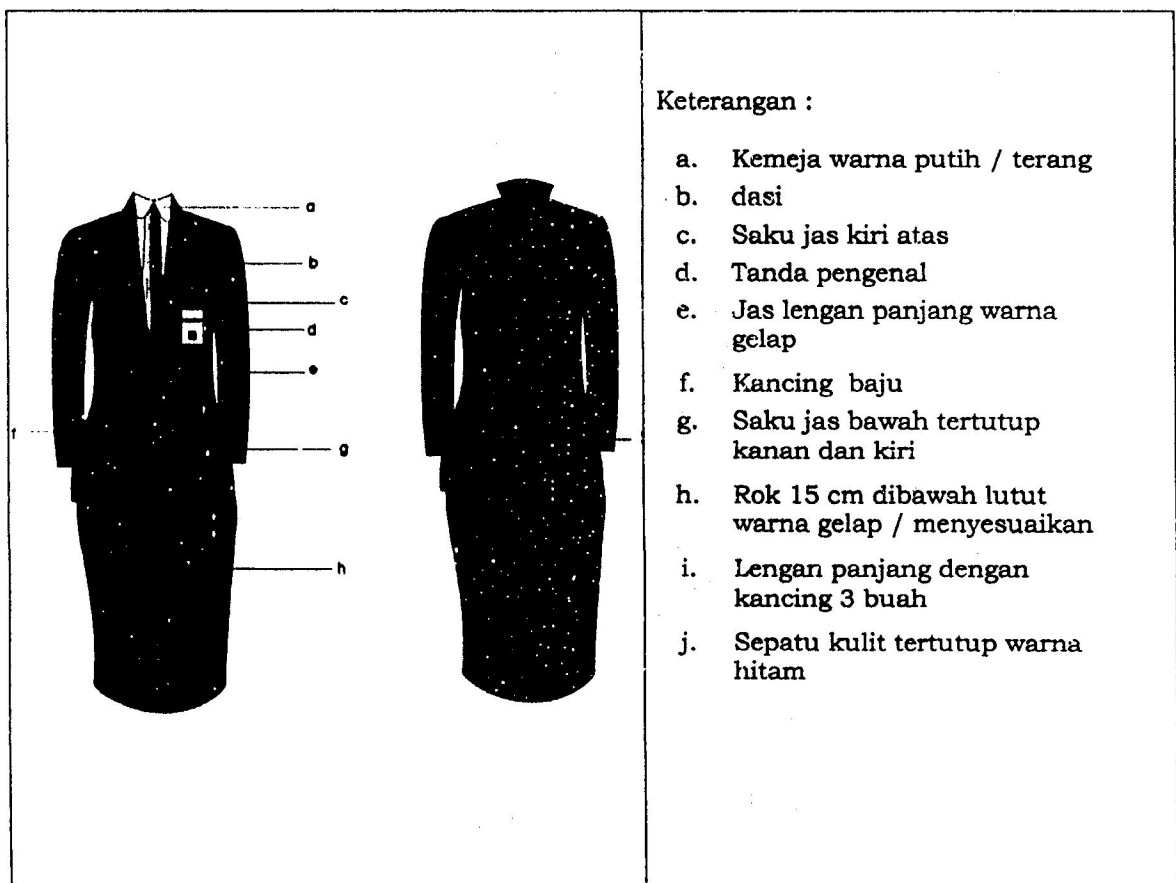 a
b
c
d
e
f
g
h
Keterangan :
a. Kemeja warna putih / terang
b. dasi
c. Saku jas kiri atas
d. Tanda pengenal
e. Jas lengan panjang warna
gelap
f. Kancing baju
g. Saku jas bawah tertutup
kanan dan kiri
h. Rok 15 cm dibawah lutut
warna gelap / menyesuaikan
i. Lengan panjang dengan
kancing 3 buah
j. Sepatu kulit tertutup warna
hitam